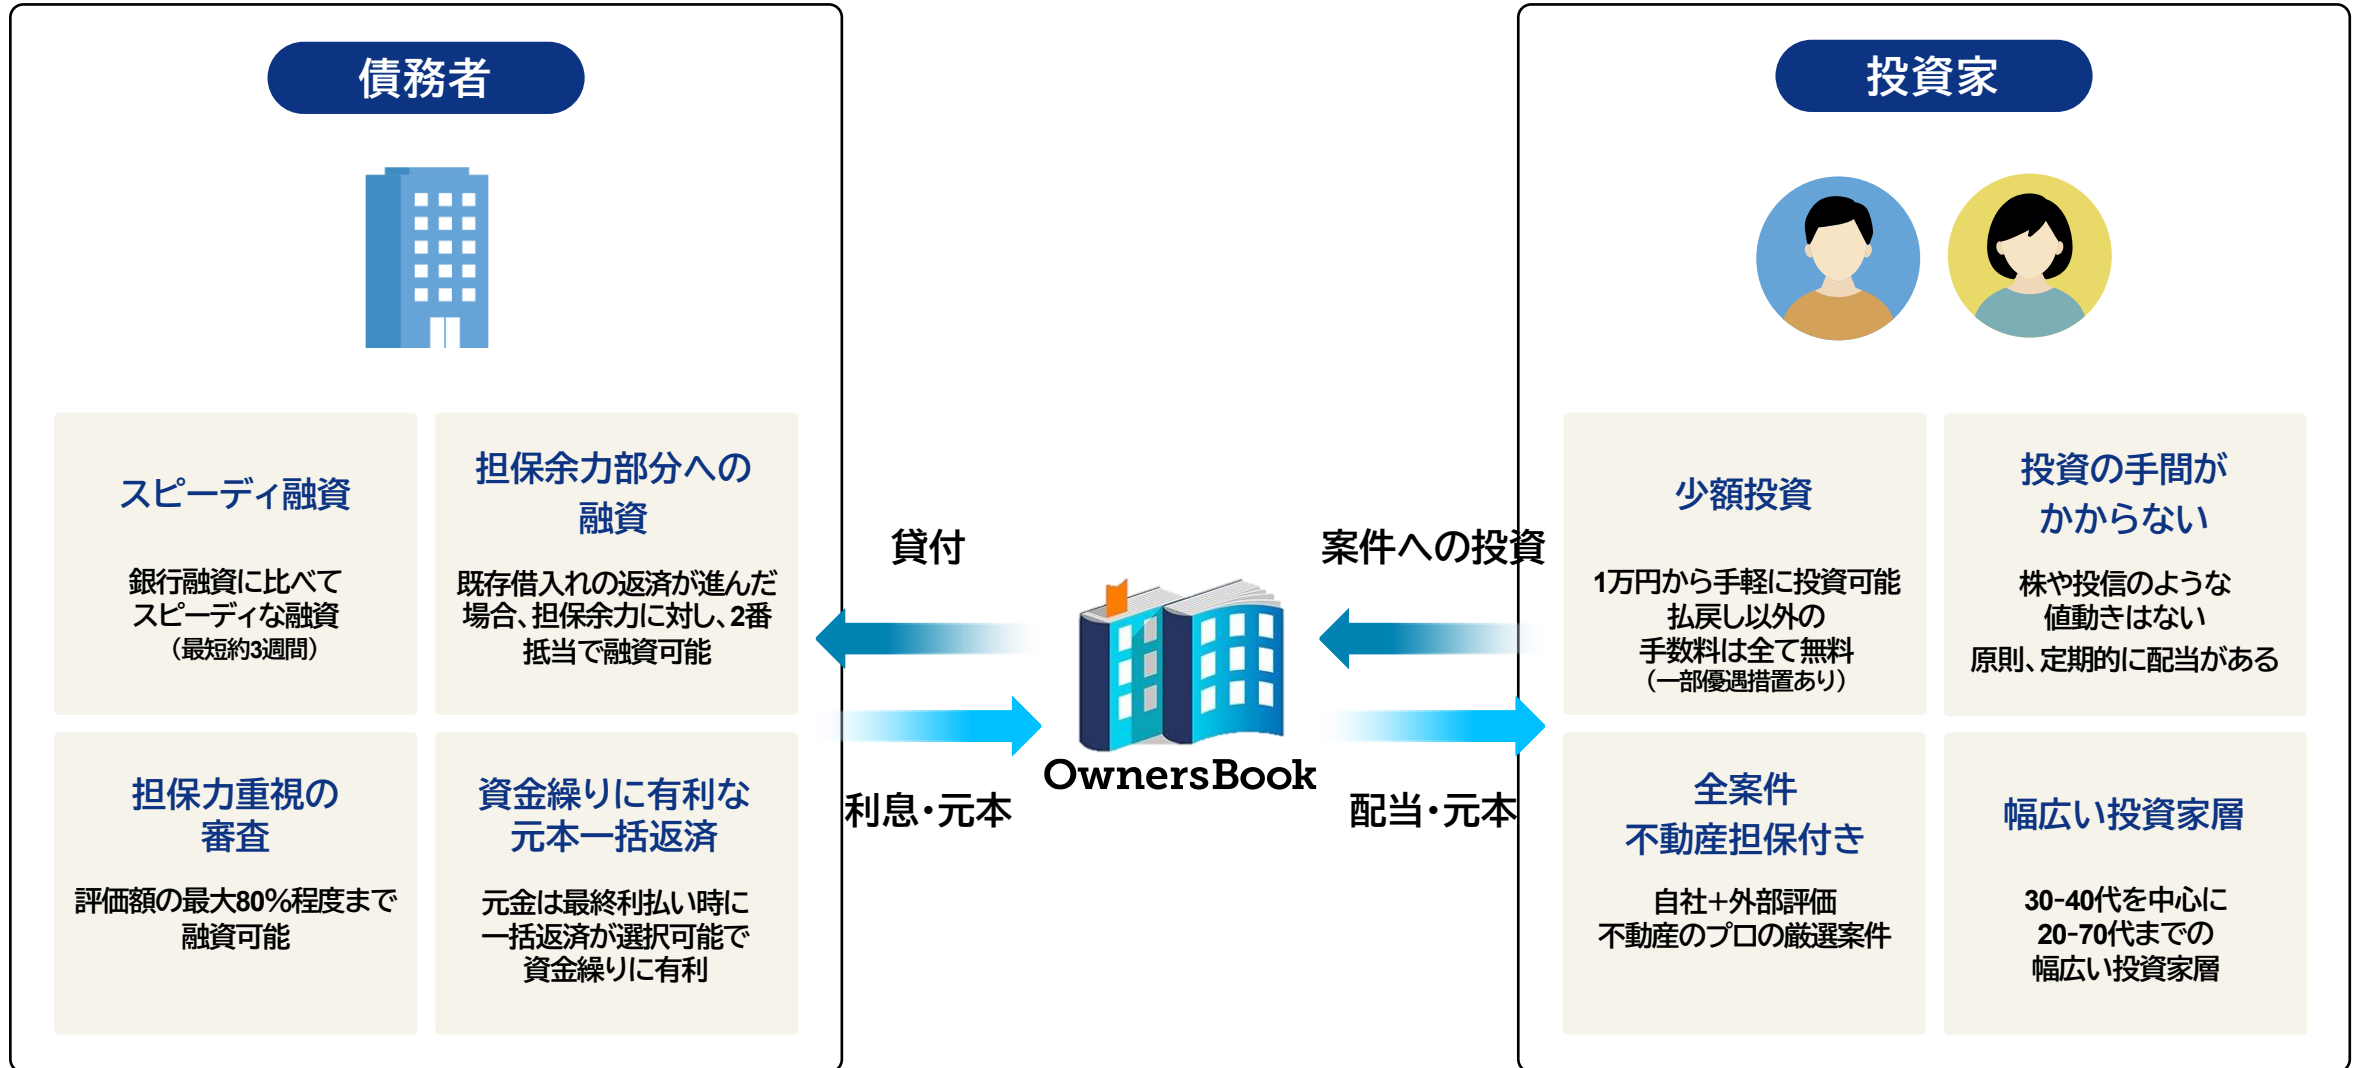 債務者
スピーディ融資
銀行融資に比べて
スピーディな融資
（最短約3週間）
担保余力部分への
融資
既存借入れの返済が進んだ
場合、担保余力に対し、2番
抵当で融資可能
担保力重視の
審査
評価額の最大80%程度まで
融資可能
資金繰りに有利な
元本一括返済
元金は最終利払い時に
一括返済が選択可能で
資金繰りに有利
貸付
利息・元本
OwnersBook
案件への投資
配当・元本
投資家
少額投資
1万円から手軽に投資可能
払戻し以外の
手数料は全て無料
（一部優遇措置あり）
投資の手間が
かからない
株や投信のような
値動きはない
原則、定期的に配当がある
全案件
不動産担保付き
自社＋外部評価
不動産のプロの厳選案件
幅広い投資家層
30-40代を中心に
20-70代までの
幅広い投資家層